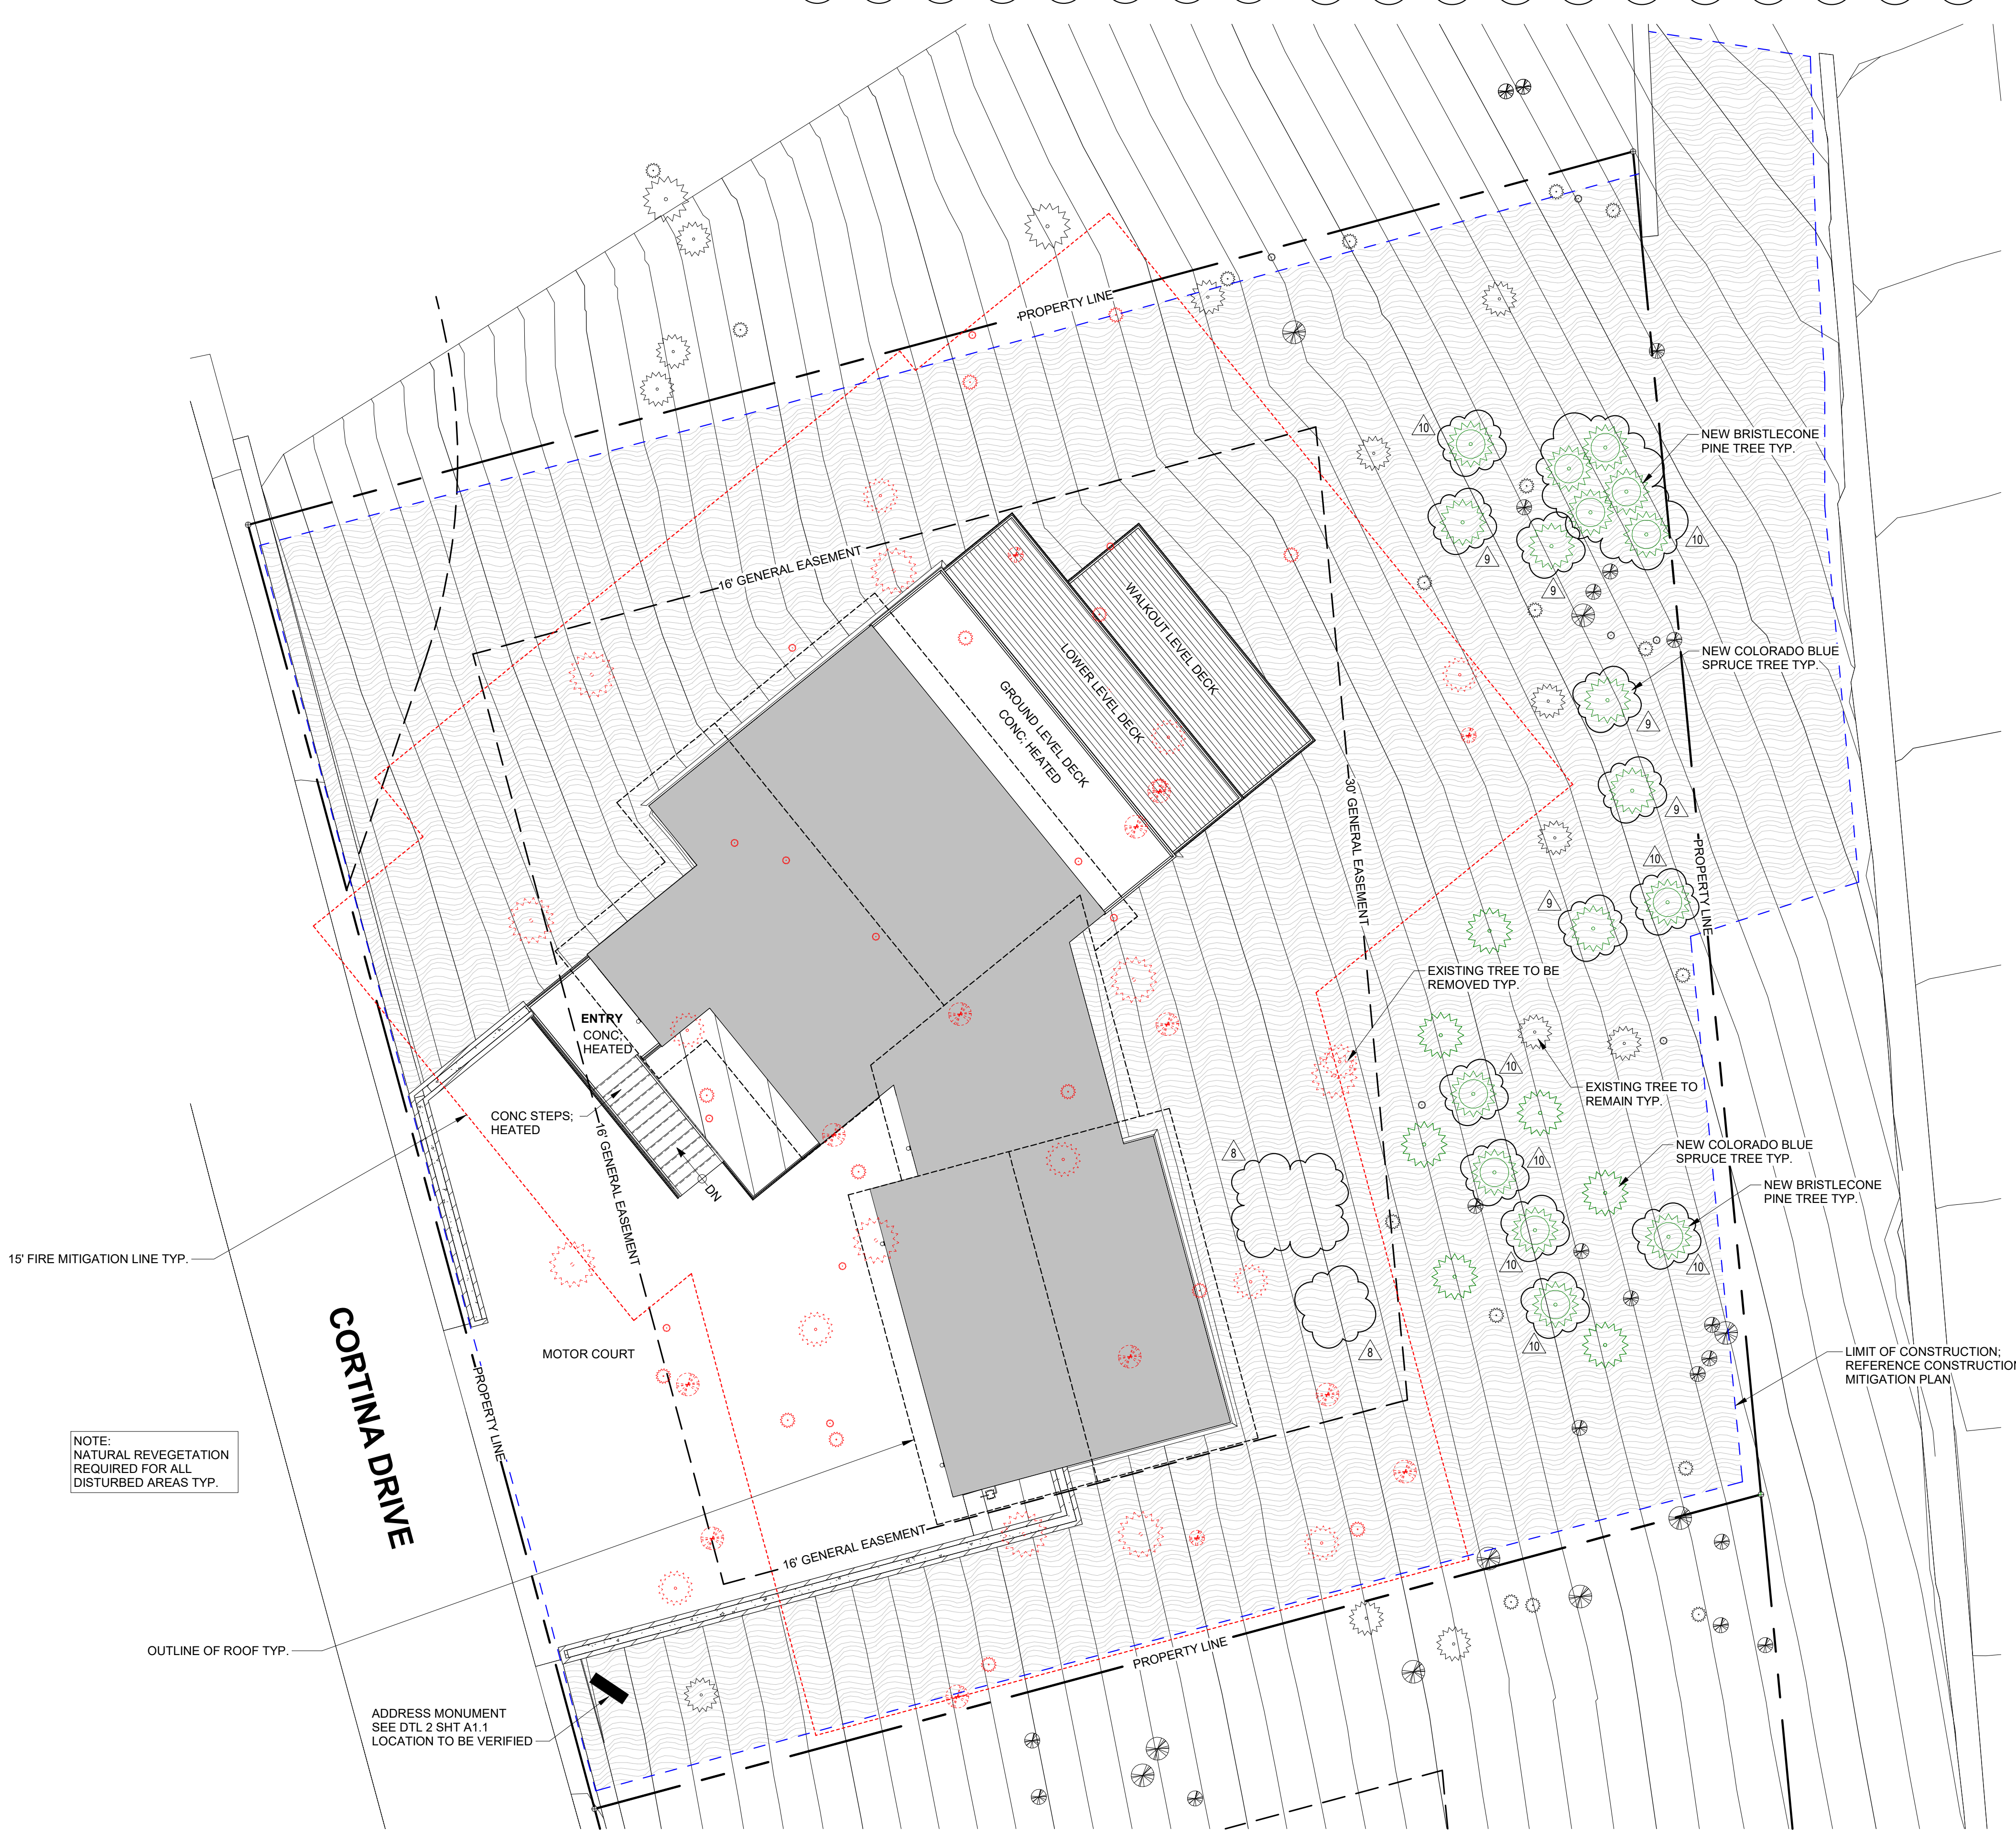 PROPERTY LINE
10
NEW BRISTLECONE
PINE TREE TYP.
10
9
9
16' GENERAL EASEMENT
WALKOUT LEVEL DECK
LOWER LEVEL DECK
GROUND LEVEL DECK
CONC; HEATED
NEW COLORADO BLUE
SPRUCE TREE TYP.
9
9
30' GENERAL EASEMENT
PROPERTY LINE
10
9
EXISTING TREE TO BE
REMOVED TYP.
ENTRY
CONC;
HEATED
CONC STEPS;
HEATED
16' GENERAL EASEMENT
DN
10
EXISTING TREE TO
REMAIN TYP.
8
10
NEW COLORADO BLUE
SPRUCE TREE TYP.
NEW BRISTLECONE
PINE TREE TYP.
15' FIRE MITIGATION LINE TYP.
10
10
CORTINA DRIVE
MOTOR COURT
PROPERTY LINE
8
10
LIMIT OF CONSTRUCTION;
REFERENCE CONSTRUCTION
MITIGATION PLAN
NOTE:
NATURAL REVEGETATION
REQUIRED FOR ALL
DISTURBED AREAS TYP.
16' GENERAL EASEMENT
OUTLINE OF ROOF TYP.
PROPERTY LINE
ADDRESS MONUMENT
SEE DTL 2 SHT A1.1
LOCATION TO BE VERIFIED